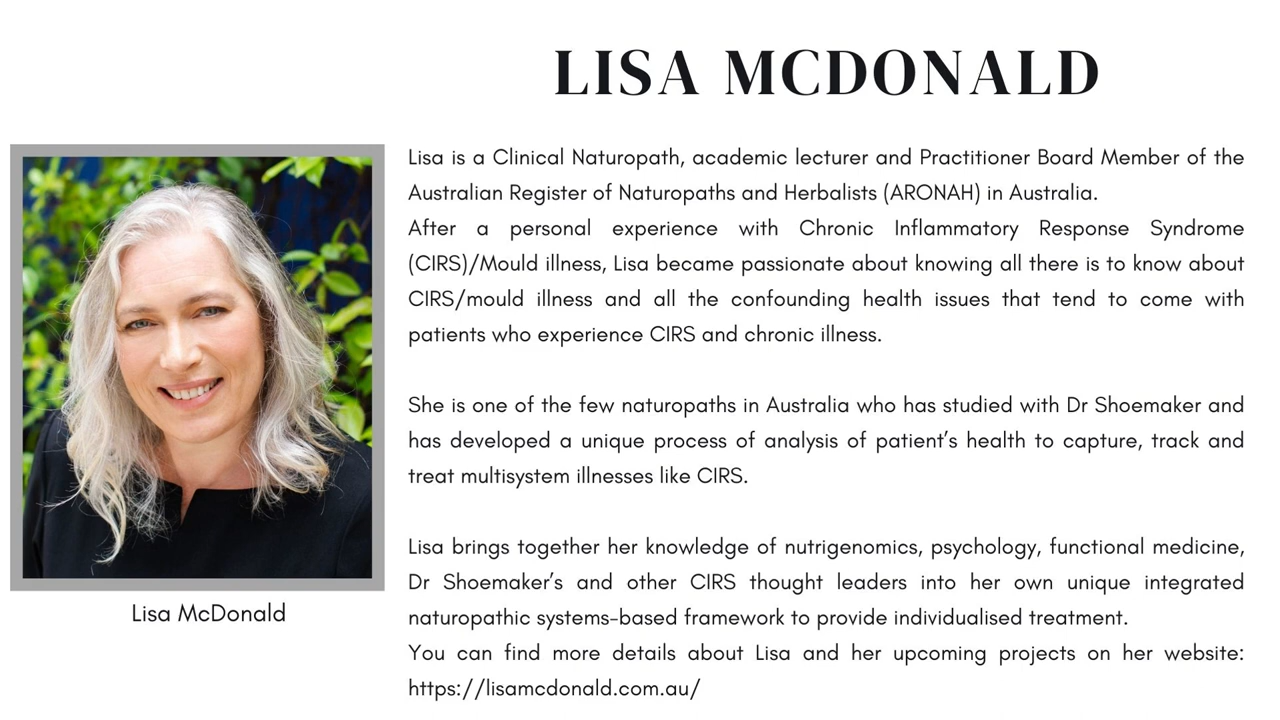 LISA MCDONALD
Lisa is a Clinical Naturopath, academic lecturer and Practitioner Board Member of the
Australian Register of Naturopaths and Herbalists (ARONAH) in Australia.
After a personal experience with Chronic Inflammatory Response Syndrome
(CIRS)/Mould illness, Lisa became passionate about knowing all there is to know about
CIRS/mould illness and all the confounding health issues that tend to come with
patients who experience CIRS and chronic illness.
She is one of the few naturopaths in Australia who has studied with Dr Shoemaker and
has developed a unique process of analysis of patient's health to capture, track and
treat multisystem illnesses like CIRS.
Lisa brings together her knowledge of nutrigenomics, psychology, functional medicine,
Dr Shoemaker's and other CIRS thought leaders into her own unique integrated
naturopathic systems-based framework to provide individualised treatment.
You can find more details about Lisa and her upcoming projects on her website:
https://lisamcdonald.com.au/
Lisa McDonald